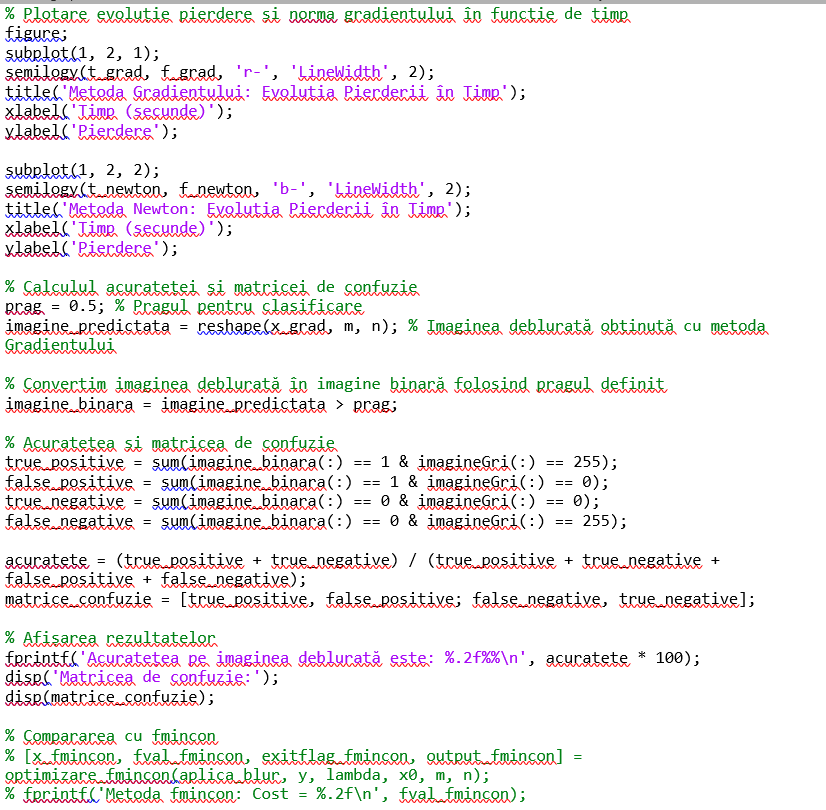 % Plotare evolutie pierdere si norma gradientului în functie de timp
figure;
subplot(1, 2, 1);
semilogy(t_grad, f_grad, 'r-', 'LineWidth', 2);
title('Metoda Gradientului: Evolutia Pierderii în Timp');
xlabel('Timp (secunde)');
ylabel('Pierdere');

subplot(1, 2, 2);
semilogy(t_newton, f_newton, 'b-', 'LineWidth', 2);
title('Metoda Newton: Evolutia Pierderii în Timp');
xlabel('Timp (secunde)');
ylabel('Pierdere');

% Calculul acuratetei si matricei de confuzie
prag = 0.5; % Pragul pentru clasificare
imagine_predictata = reshape(x_grad, m, n); % Imaginea deblurată obtinută cu metoda
Gradientului

% Convertim imaginea deblurată în imagine binară folosind pragul definit
imagine_binara = imagine_predictata > prag;

% Acuratetea si matricea de confuzie
true_positive = sum(imagine_binara(:) == 1 & imagineGri(:) == 255);
false_positive = sum(imagine_binara(:) == 1 & imagineGri(:) == 0);
true_negative = sum(imagine_binara(:) == 0 & imagineGri(:) == 0);
false_negative = sum(imagine_binara(:) == 0 & imagineGri(:) == 255);

acuratete = (true_positive + true_negative) / (true_positive + true_negative +
false_positive + false_negative);
matrice_confuzie = [true_positive, false_positive; false_negative, true_negative];

% Afisarea rezultatelor
fprintf('Acuratetea pe imaginea deblurată este: %.2f%%\n', acuratete * 100);
disp('Matricea de confuzie:');
disp(matrice_confuzie);

% Compararea cu fmincon
% [x_fmincon, fval_fmincon, exitflag_fmincon, output_fmincon] =
optimizare_fmincon(aplica_blur, y, lambda, x0, m, n);
% fprintf('Metoda fmincon: Cost = %.2f\n', fval_fmincon);